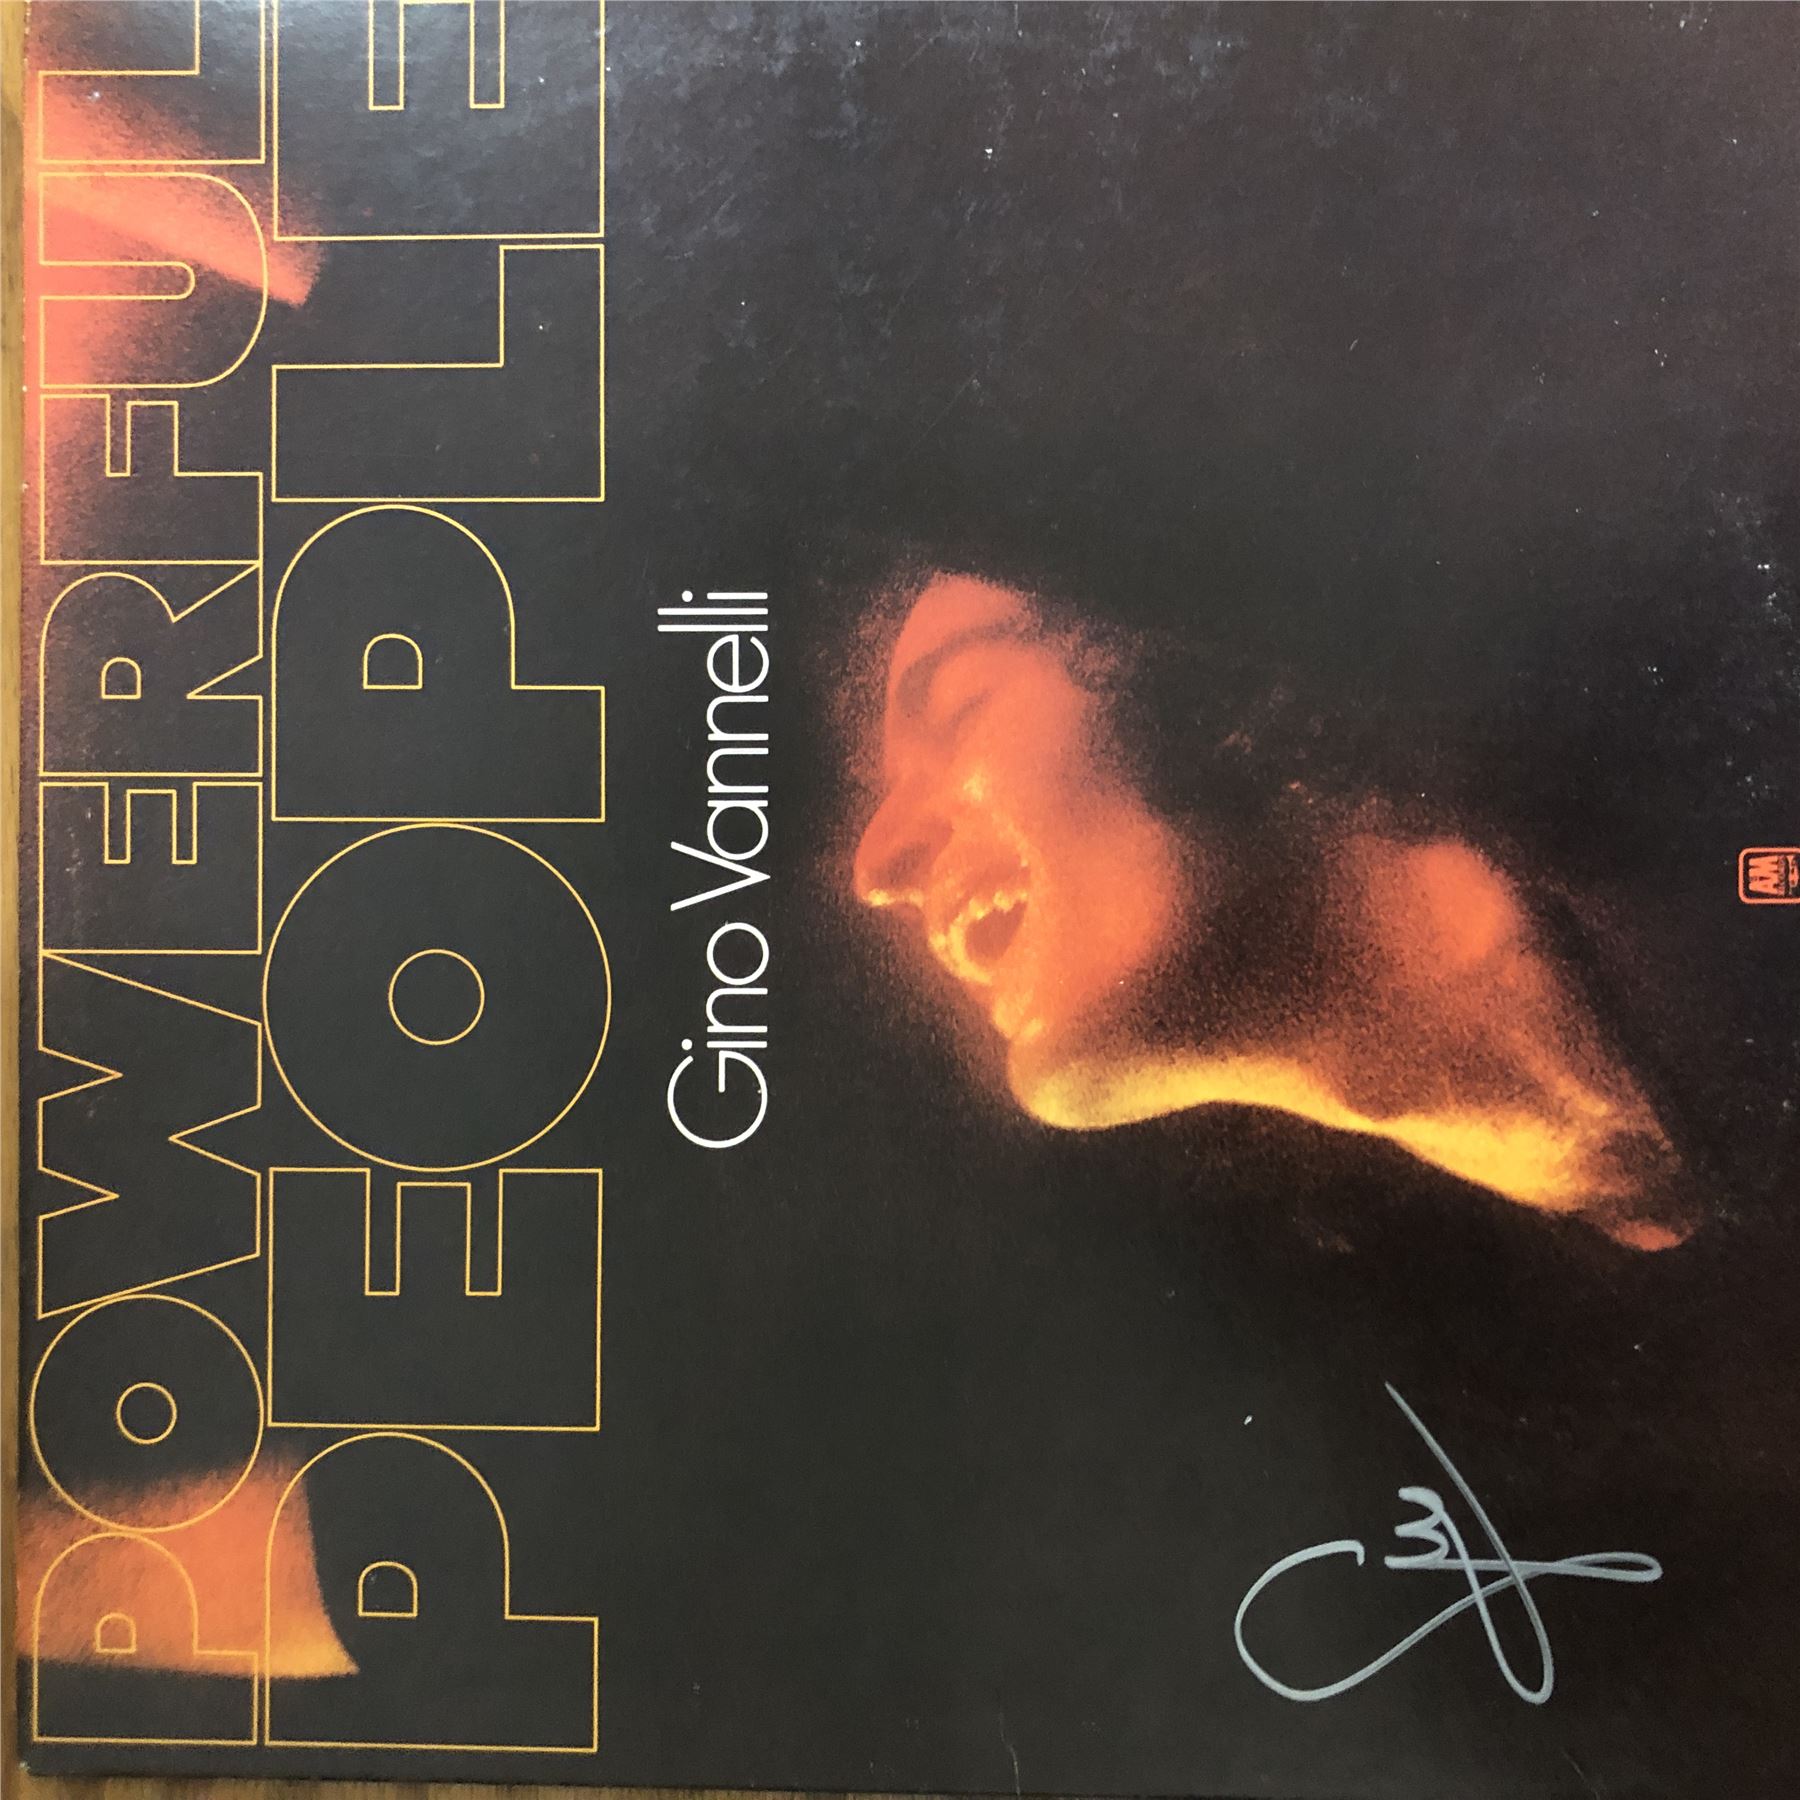 POWERFUL
PEOPLE
Gino Vannelli
A&M